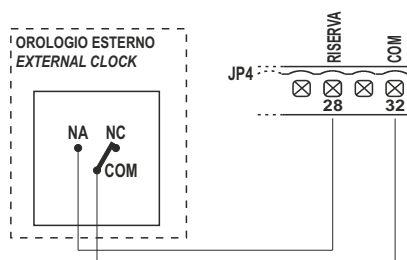 OROLOGIO ESTERNO
EXTERNAL CLOCK
NA NC
COM
JP4
RISERVA
COM
28 32